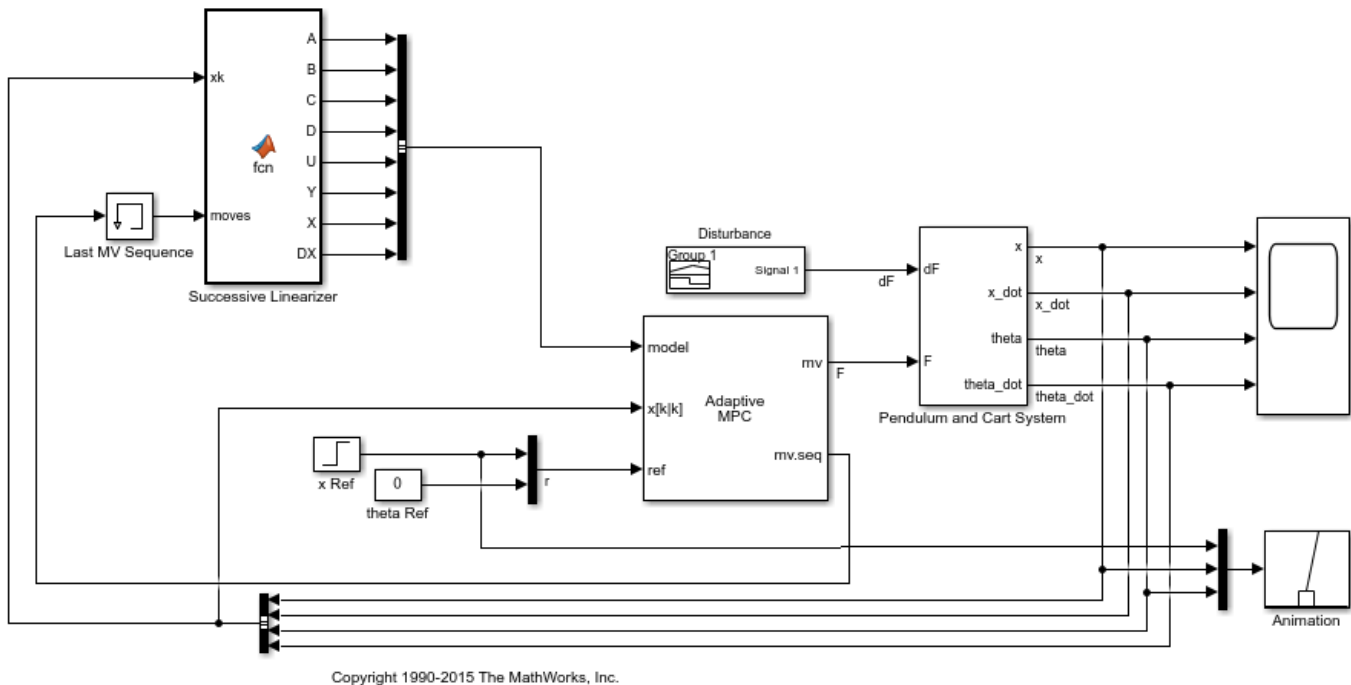 A
xk
B
C
D
U
fcn
Y
moves
X
DX
Last MV Sequence
Successive Linearizer
Disturbance
Group 1
Signal 1
dF
dF
x
x
x_dot
x_dot
theta
theta
theta_dot
theta_dot
F
Pendulum and Cart System
model
mv
F
x[k|k]
Adaptive
MPC
mv.seq
ref
x Ref
0
theta Ref
r
Animation
Copyright 1990-2015 The MathWorks, Inc.